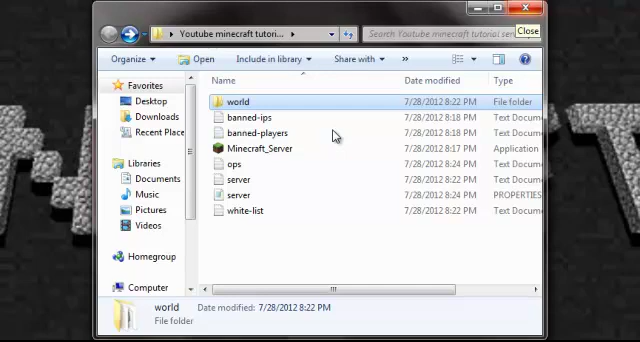 Close
Youtube minecraft tutori...
Search Youtube minecraft tutorial ser
Organize
Open
Include in library
Share with
»
Name
Date modified
Type
Favorites
Desktop
Downloads
Recent Place
Libraries
Documents
Music
Pictures
Videos
Homegroup
Computer
world 7/28/2012 8:22 PM File folder
banned-ips 7/28/2012 8:18 PM Text Docum
banned-players 7/28/2012 8:18 PM Text Docum
Minecraft_Server 7/28/2012 8:17 PM Application
ops 7/28/2012 8:24 PM Text Docum
server 7/28/2012 8:22 PM Text Docum
server 7/28/2012 8:24 PM PROPERTIES
white-list 7/28/2012 8:22 PM Text Docum
world Date modified: 7/28/2012 8:22 PM
File folder